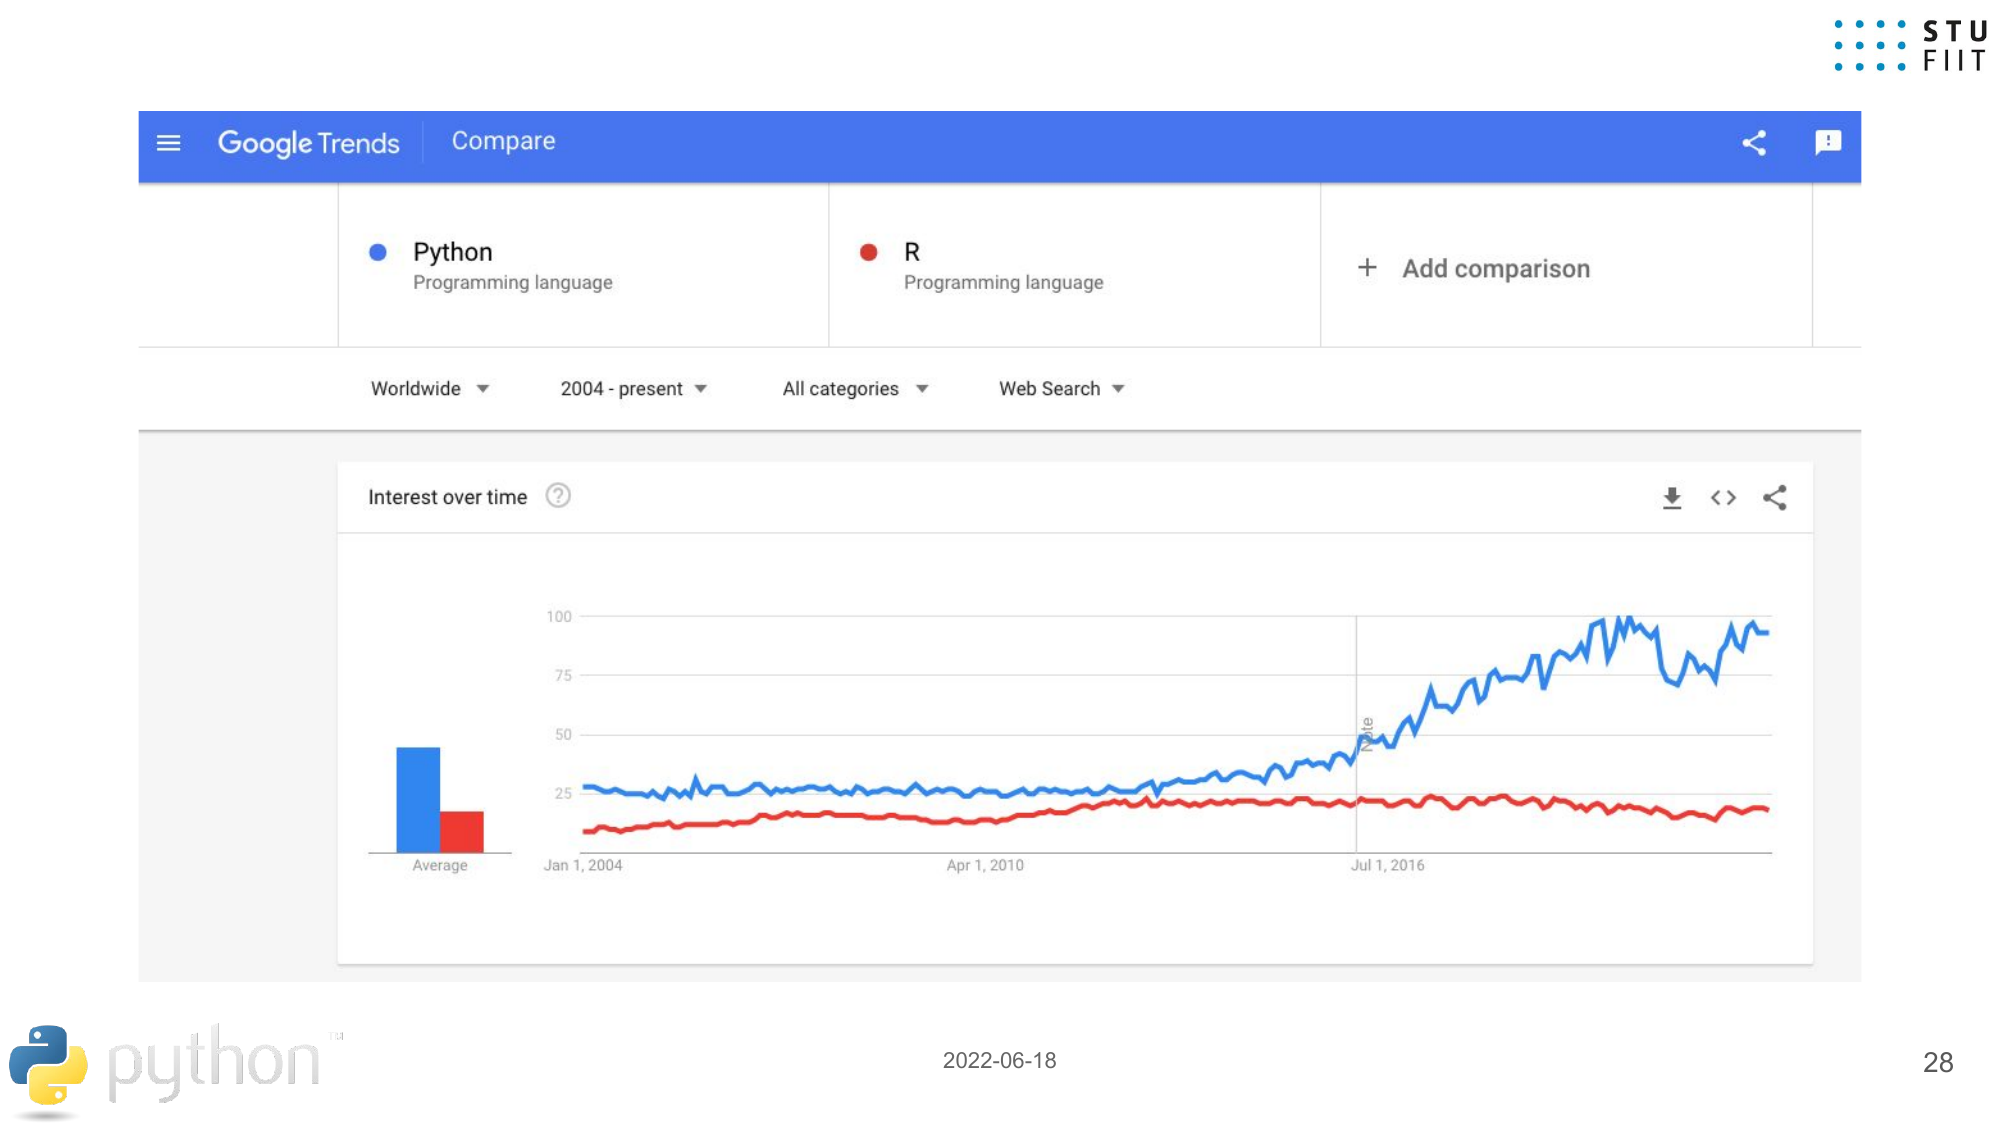 STU
FIIT
Google Trends Compare
Python
Programming language
R
Programming language
+ Add comparison
Worldwide
2004 - present
All categories
Web Search
Interest over time
100
75
50
25
Note
Average
Jan 1, 2004
Apr 1, 2010
Jul 1, 2016
python™
2022-06-18
28